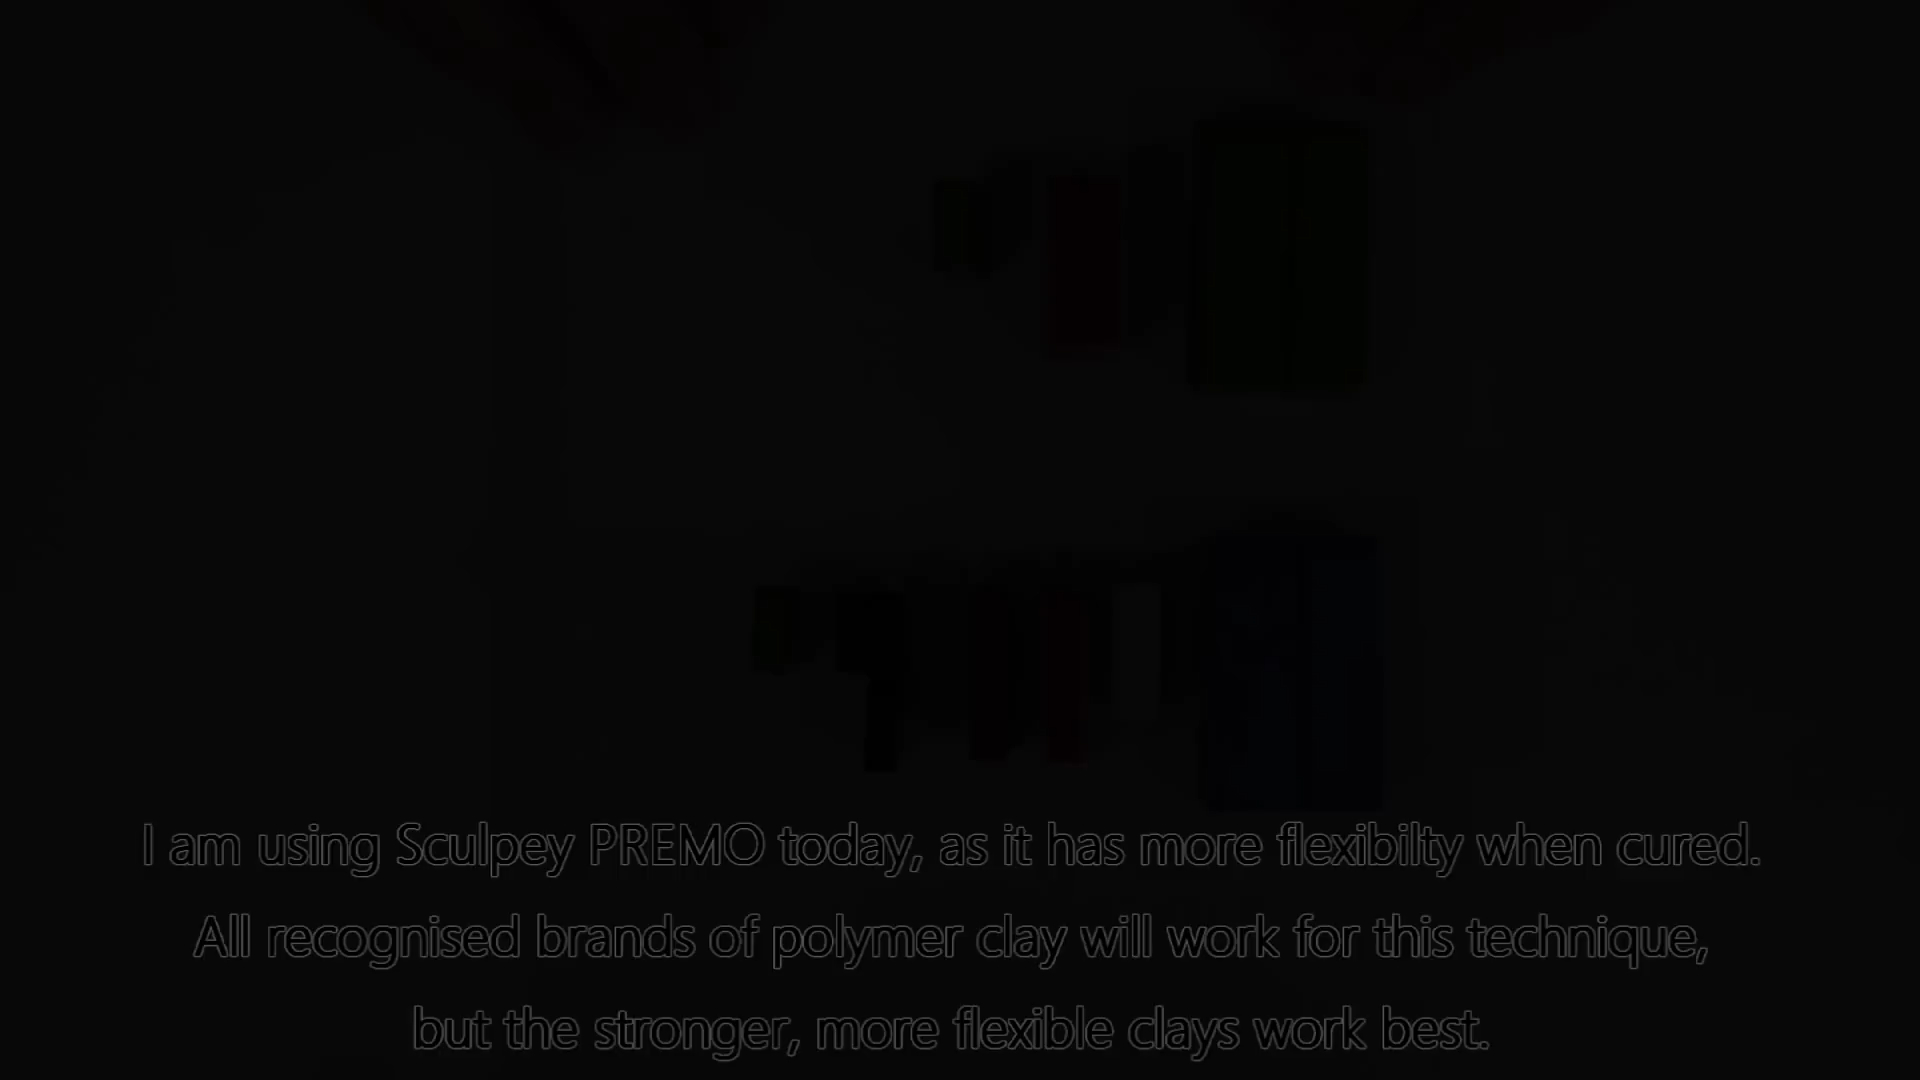 I am using Sculpey PREMO today, as it has more flexibilty when cured.
All recognised brands of polymer clay will work for this technique,
but the stronger, more flexible clays work best.